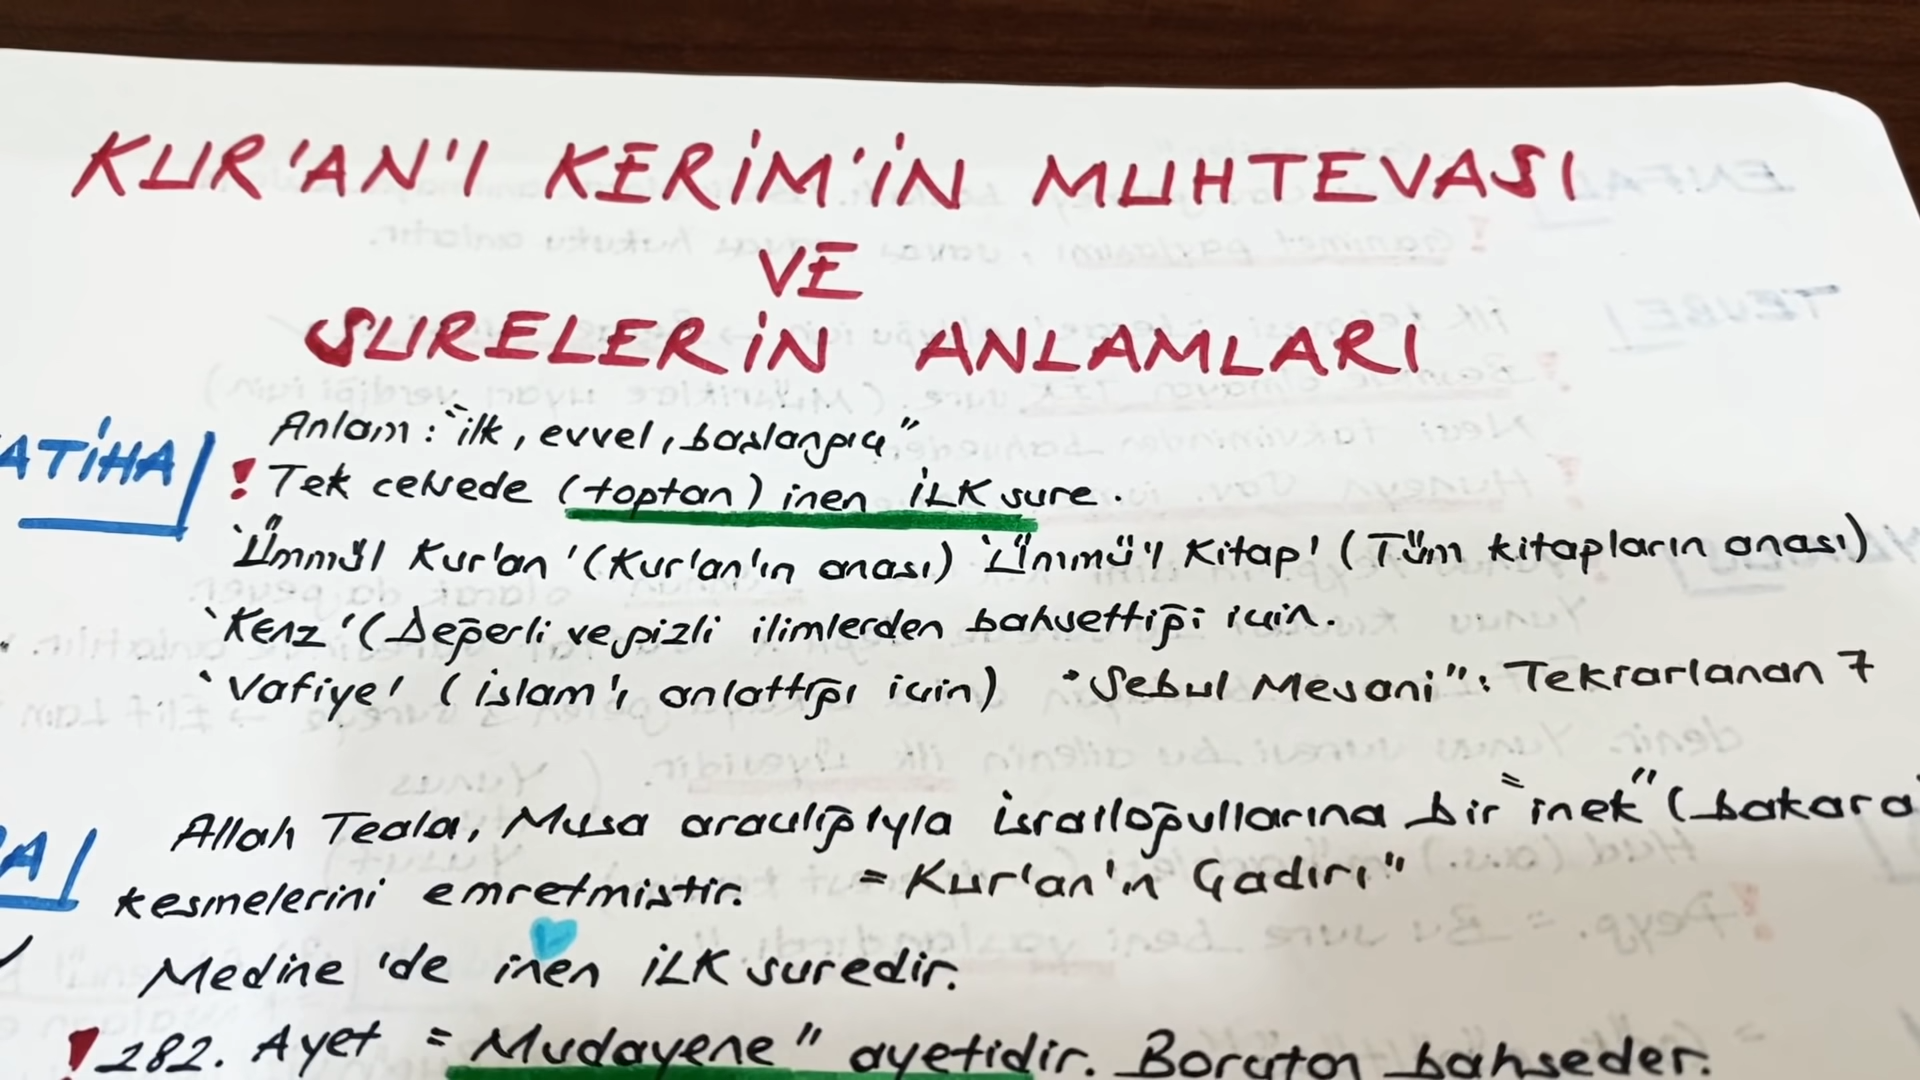 KUR'AN'I KERİM'İN MUHTEVASI
VE
SURELERİN ANLAMLARI
ATİHA
Anlam: "ilk, evvel, başlangıç"
! Tek celsede (toptan) inen İLK sure.
'Ümmül Kur'an' (Kur'an'ın anası) 'Ümmü'l Kitap' (Tüm kitapların anası)
'Kenz' (Değerli ve gizli ilimlerden bahsettiği için.
'Vafiye' (İslam'ı anlattığı için) "Sebul Mesani": Tekrarlanan 7
RA
Allah Teala, Musa aracılığıyla İsrailoğullarına bir "inek" (bakara
kesmelerini emretmiştir. "Kur'an'ın Çadırı"
Medine'de inen İLK suredir.
! 282. Ayet "Mudayene" ayetidir. Borçtan bahseder.